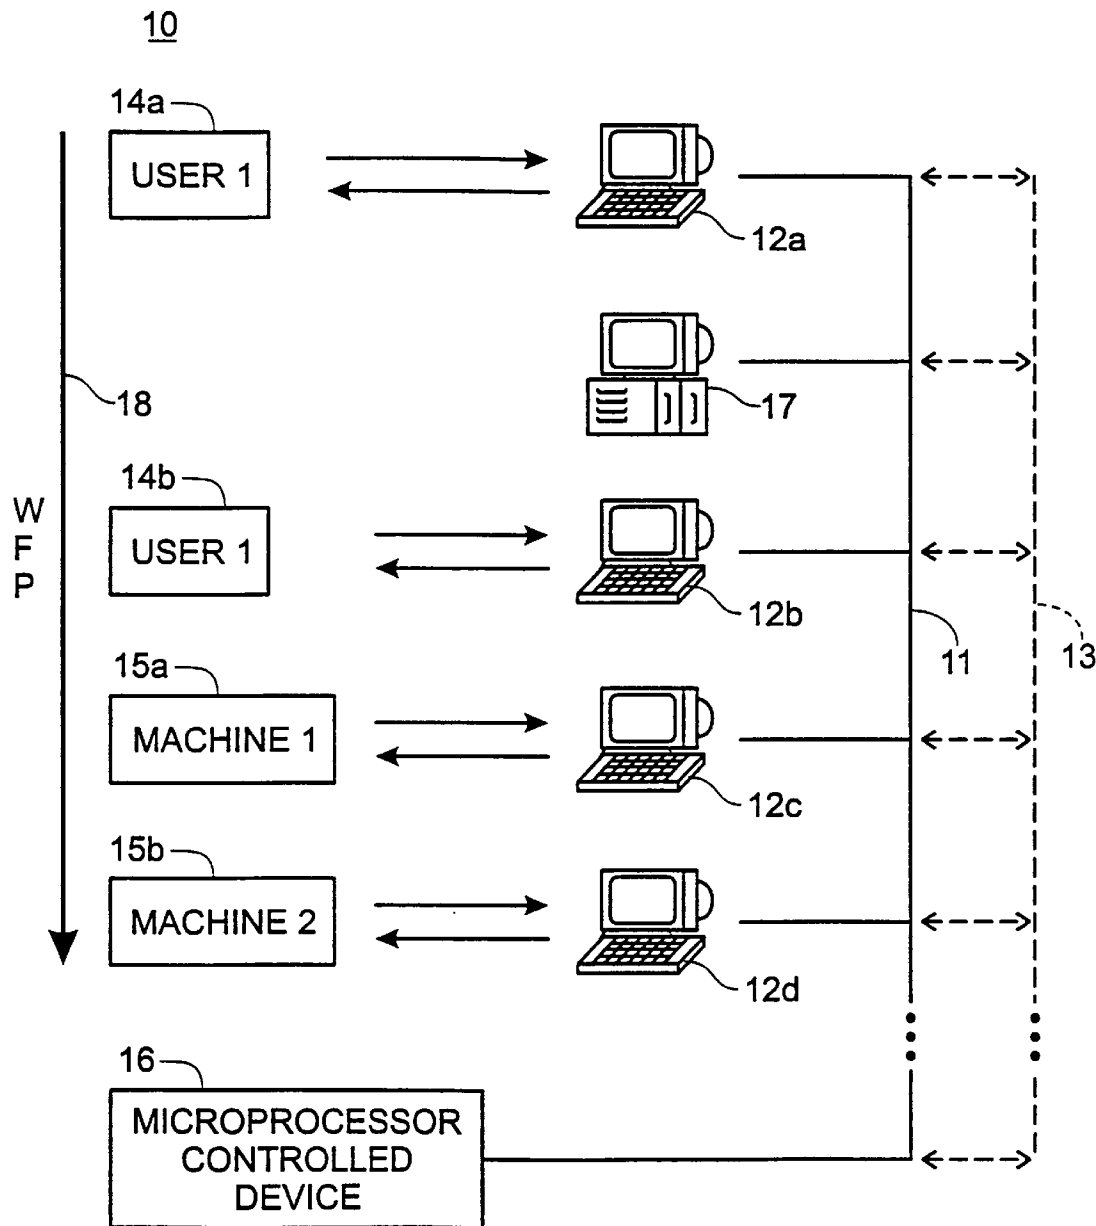 10
14a
USER 1
12a
17
18
14b
W
F
P
USER 1
12b
11
13
15a
MACHINE 1
12c
15b
MACHINE 2
12d
16
MICROPROCESSOR
CONTROLLED
DEVICE